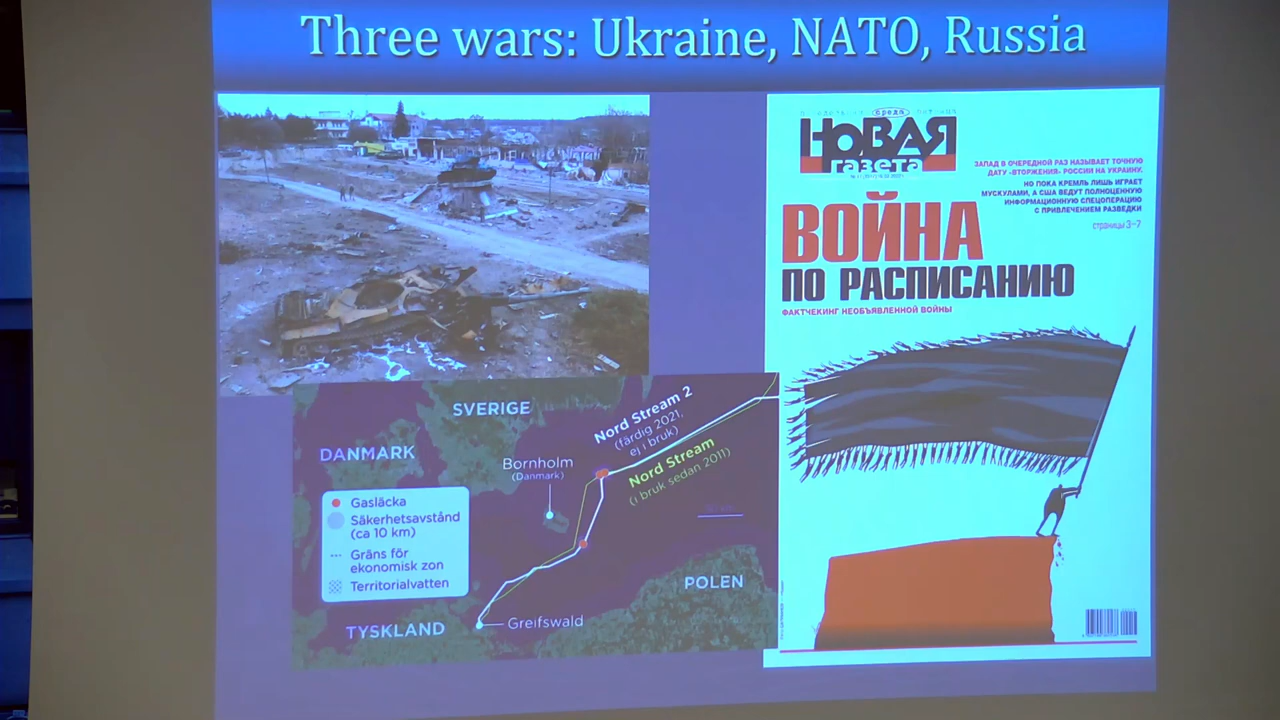 Three wars: Ukraine, NATO, Russia
среда
НОВАЯ
газета
ЗАПАД В ОЧЕРЕДНОЙ РАЗ НАЗЫВАЕТ ТОЧНУЮ
ДАТУ «ВТОРЖЕНИЯ» РОССИИ НА УКРАИНУ.
НО ПОКА КРЕМЛЬ ЛИШЬ ИГРАЕТ
МУСКУЛАМИ, А США ВЕДУТ ПОЛНОЦЕННУЮ
ИНФОРМАЦИОННУЮ СПЕЦОПЕРАЦИЮ
С ПРИВЛЕЧЕНИЕМ РАЗВЕДКИ
страницы 3–7
ВОЙНА
ПО РАСПИСАНИЮ
ФАКТЧЕКИНГ НЕОБЪЯВЛЕННОЙ ВОЙНЫ
SVERIGE
DANMARK
Nord Stream 2
(färdig 2021,
ej i bruk)
Nord Stream
(i bruk sedan 2011)
Bornholm
(Danmark)
Gasläcka
Säkerhetsavstånd
(ca 10 km)
Gräns för
ekonomisk zon
Territorialvatten
POLEN
Greifswald
TYSKLAND